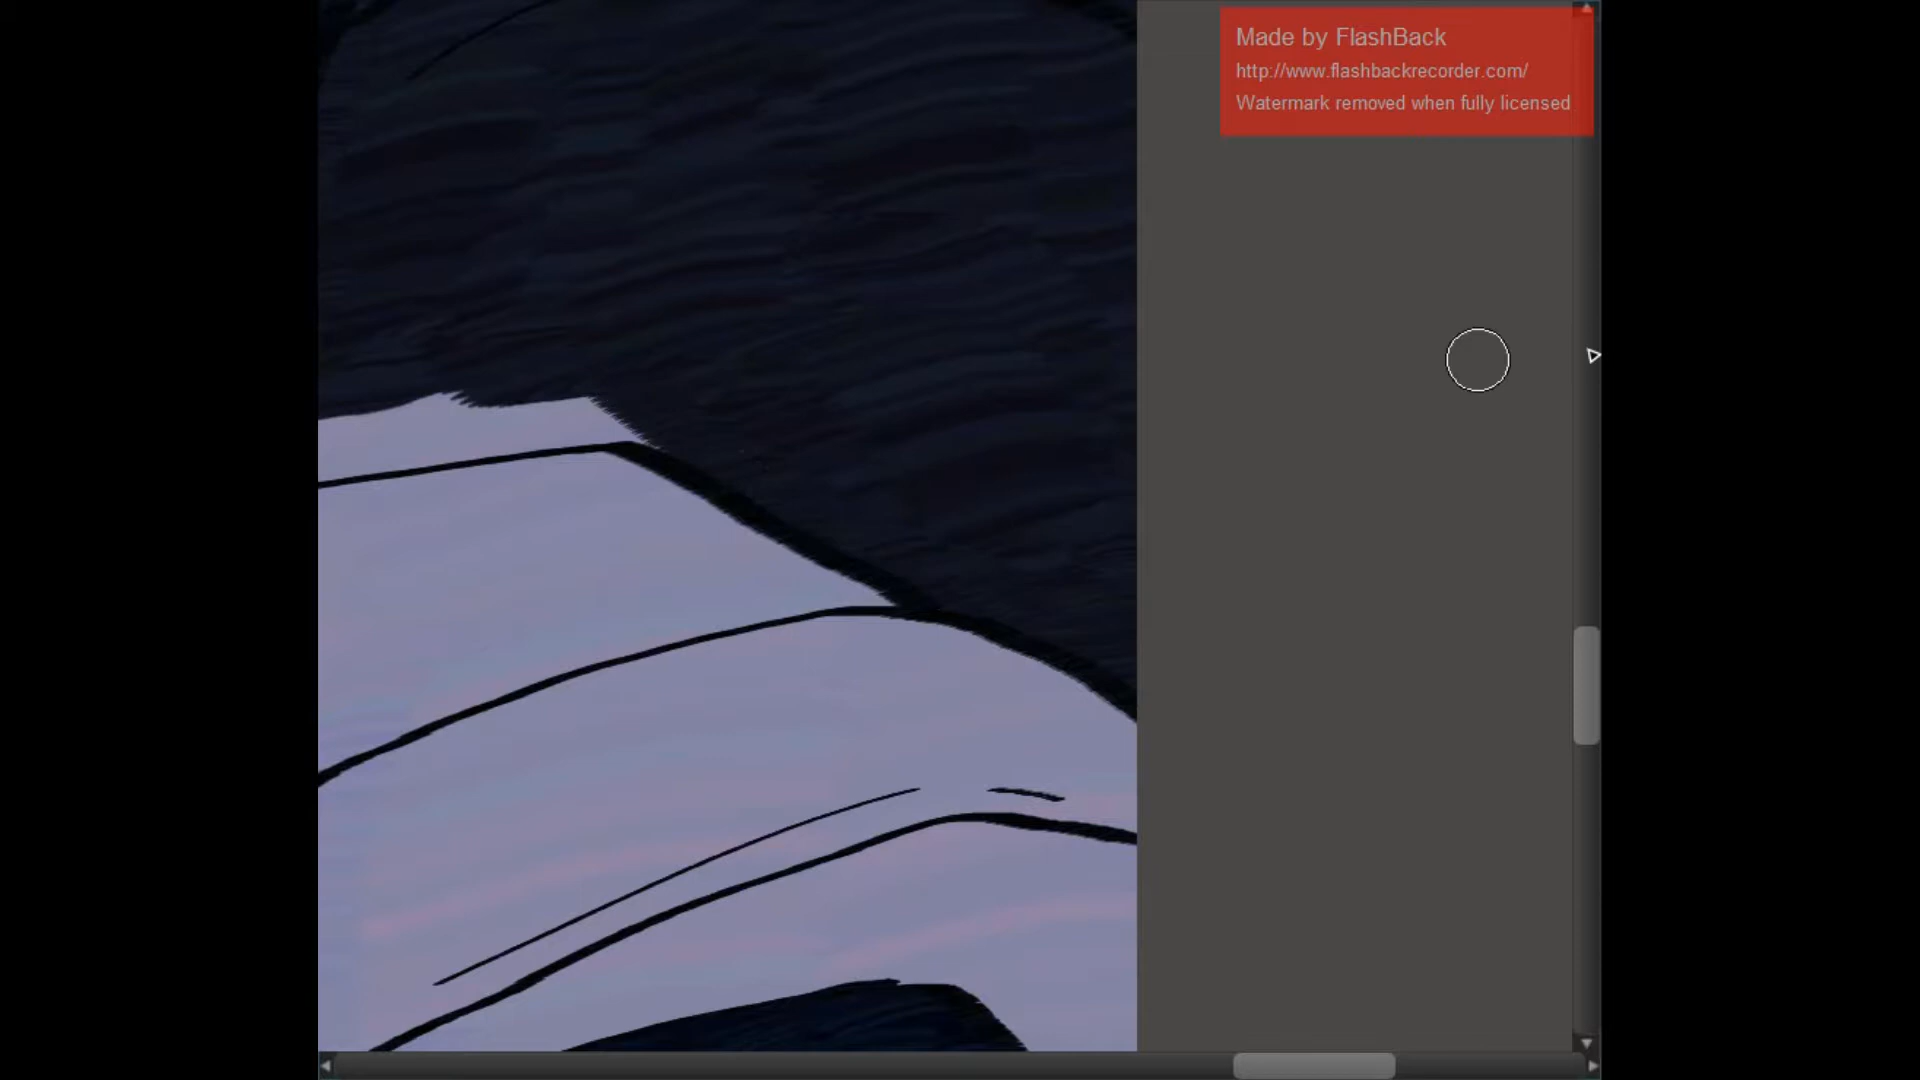 Made by FlashBack
http://www.flashbackrecorder.com/
Watermark removed when fully licensed